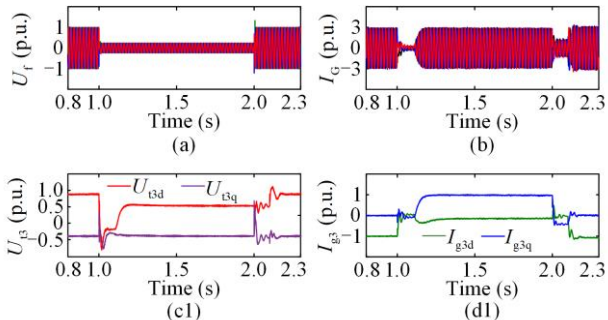 U_f (p.u.)
1
0
−1
0.8 1.0 1.5 2.0 2.3
Time (s)
(a)
I_G (p.u.)
3
0
−3
0.8 1.0 1.5 2.0 2.3
Time (s)
(b)
U_t3 (p.u.)
1.0
0.5
0
−0.5
U_t3d U_t3q
0.8 1.0 1.5 2.0 2.3
Time (s)
(c1)
I_g3 (p.u.)
1
0
−1
I_g3d I_g3q
0.8 1.0 1.5 2.0 2.3
Time (s)
(d1)